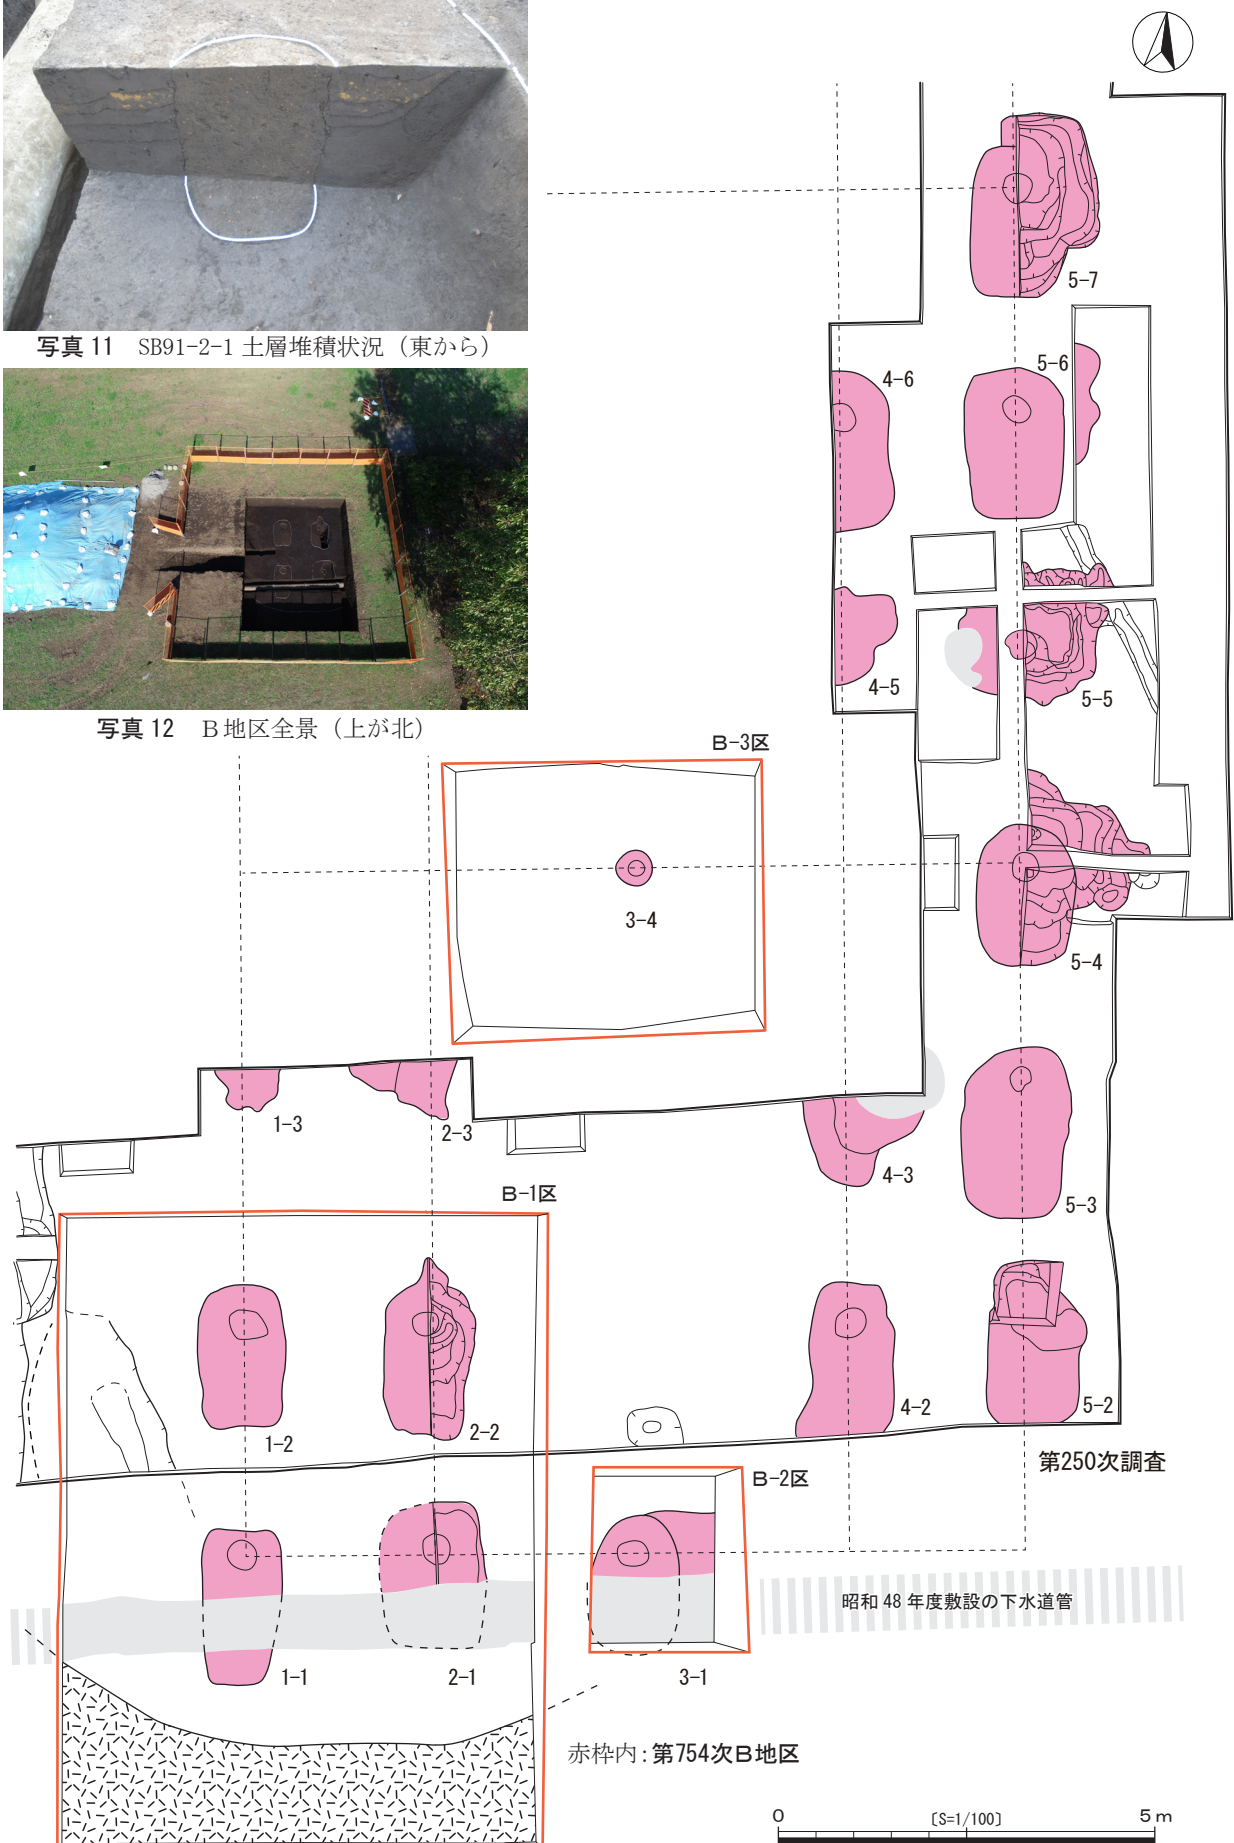 写真 11　SB91-2-1 土層堆積状況（東から）
写真 12　B地区全景（上が北）
5-7
5-6
4-6
4-5
5-5
B-3区
3-4
5-4
1-3
2-3
4-3
5-3
B-1区
1-2
2-2
4-2
5-2
第250次調査
B-2区
昭和 48 年度敷設の下水道管
1-1
2-1
3-1
赤枠内：第754次B地区
0　〔S=1/100〕　5 m